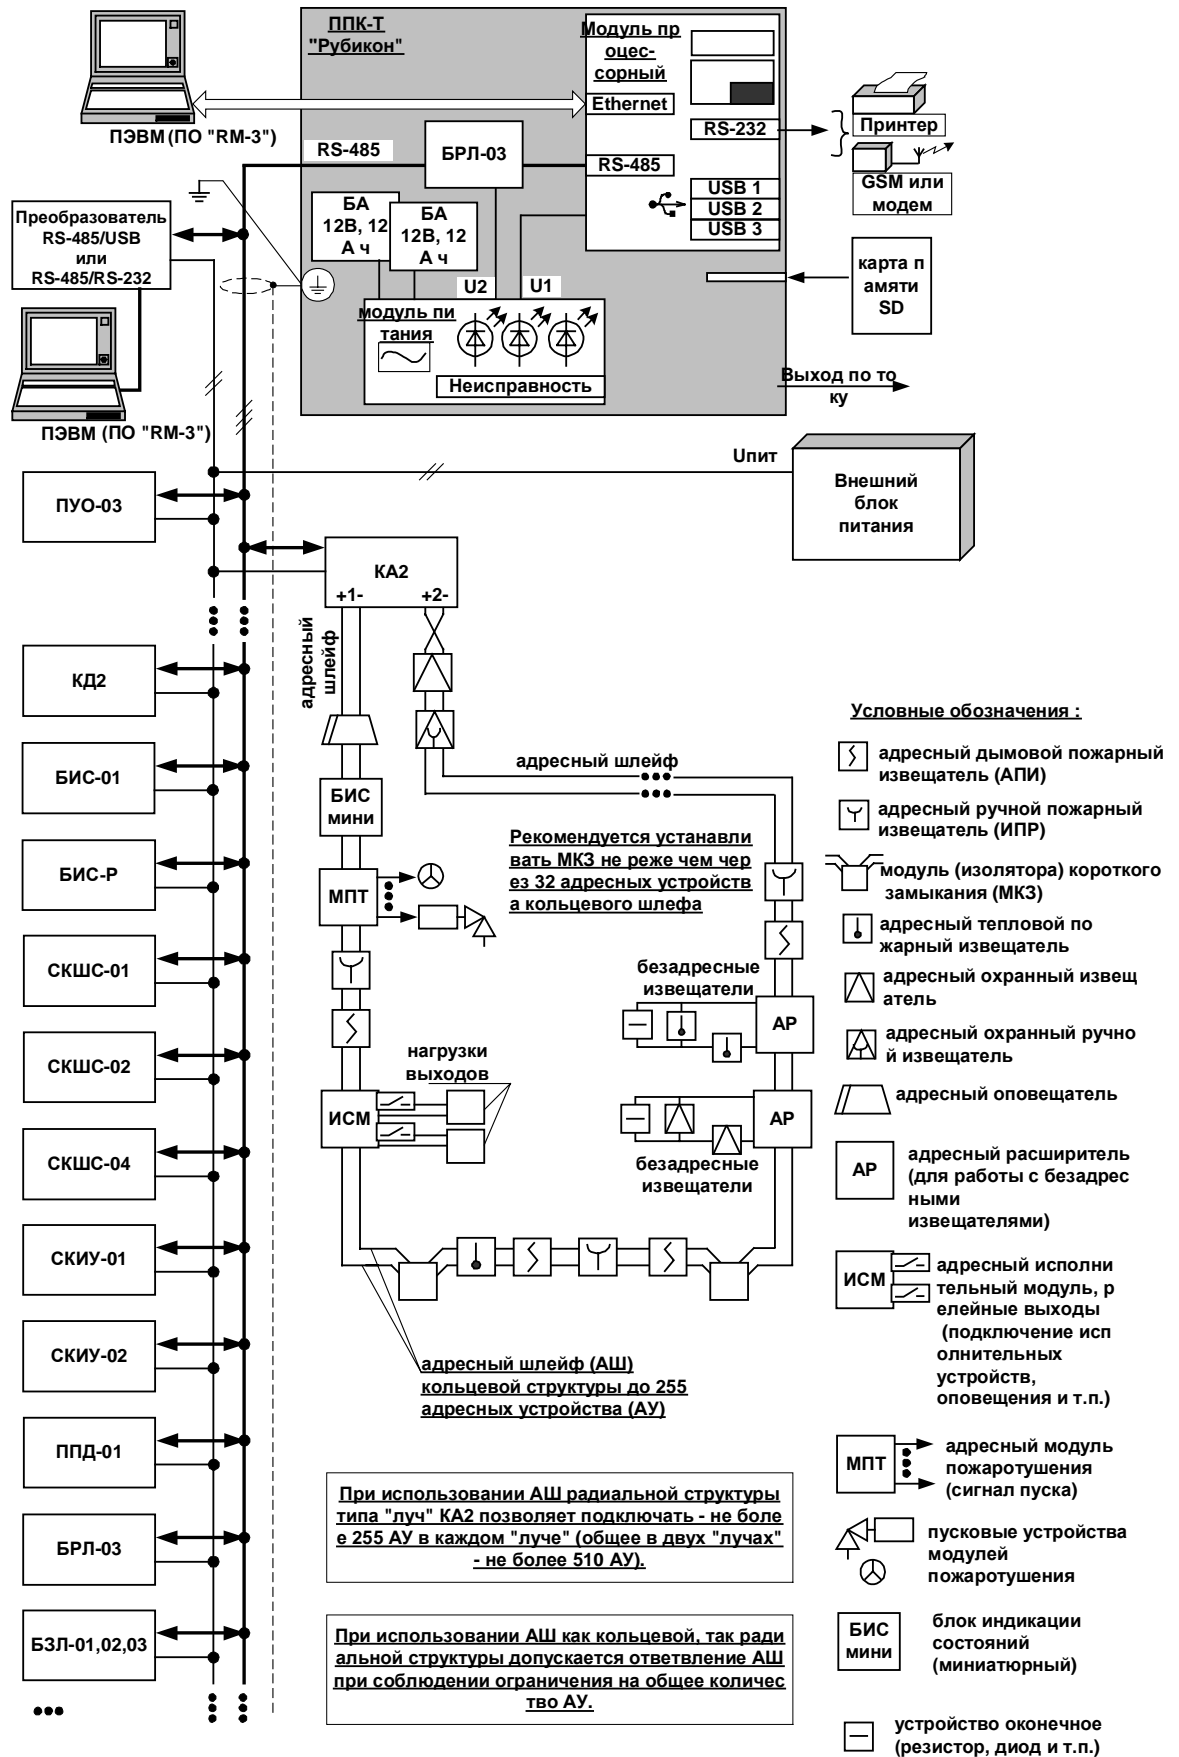 ППК-Т
"Рубикон"
Модуль пр
оцес-
сорный
Ethernet
RS-232
RS-485
USB 1
USB 2
USB 3
Принтер
GSM или
модем
карта п
амяти
SD
ПЭВМ (ПО "RM-3")
RS-485
БРЛ-03
БА
12В, 12
А ч
БА
12В, 12
А ч
U2
U1
модуль пи
тания
Неисправность
Выход по то
ку
Преобразователь
RS-485/USB
или
RS-485/RS-232
ПЭВМ (ПО "RM-3")
Uпит
Внешний
блок
питания
ПУО-03
КА2
+1-
+2-
адресный
шлейф
КД2
БИС-01
БИС-Р
СКШС-01
СКШС-02
СКШС-04
СКИУ-01
СКИУ-02
ППД-01
БРЛ-03
БЗЛ-01,02,03
адресный шлейф
БИС
мини
МПТ
Рекомендуется устанавли
вать МКЗ не реже чем чер
ез 32 адресных устройств
а кольцевого шлефа
безадресные
извещатели
АР
нагрузки
выходов
ИСМ
АР
безадресные
извещатели
адресный шлейф (АШ)
кольцевой структуры до 255
адресных устройства (АУ)
При использовании АШ радиальной структуры
типа "луч" КА2 позволяет подключать - не боле
е 255 АУ в каждом "луче" (общее в двух "лучах"
- не более 510 АУ).
При использовании АШ как кольцевой, так ради
альной структуры допускается ответвление АШ
при соблюдении ограничения на общее количес
тво АУ.
Условные обозначения :
адресный дымовой пожарный
извещатель (АПИ)
адресный ручной пожарный
извещатель (ИПР)
модуль (изолятора) короткого
замыкания (МКЗ)
адресный тепловой по
жарный извещатель
адресный охранный извещ
атель
адресный охранный ручно
й извещатель
адресный оповещатель
АР
адресный расширитель
(для работы с безадрес
ными
извещателями)
ИСМ
адресный исполни
тельный модуль, р
елейные выходы
(подключение исп
олнительных
устройств,
оповещения и т.п.)
МПТ
адресный модуль
пожаротушения
(сигнал пуска)
пусковые устройства
модулей
пожаротушения
БИС
мини
блок индикации
состояний
(миниатюрный)
устройство оконечное
(резистор, диод и т.п.)